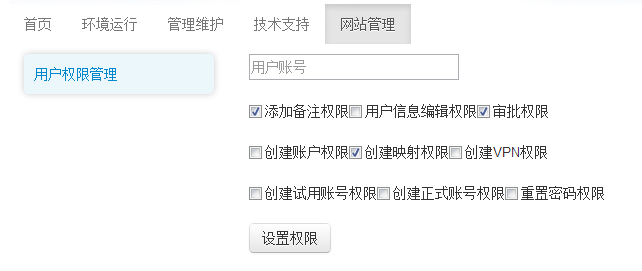 首页 环境运行 管理维护 技术支持 网站管理
用户权限管理
用户账号
添加备注权限 用户信息编辑权限 审批权限
创建账户权限 创建映射权限 创建VPN权限
创建试用账号权限 创建正式账号权限 重置密码权限
设置权限